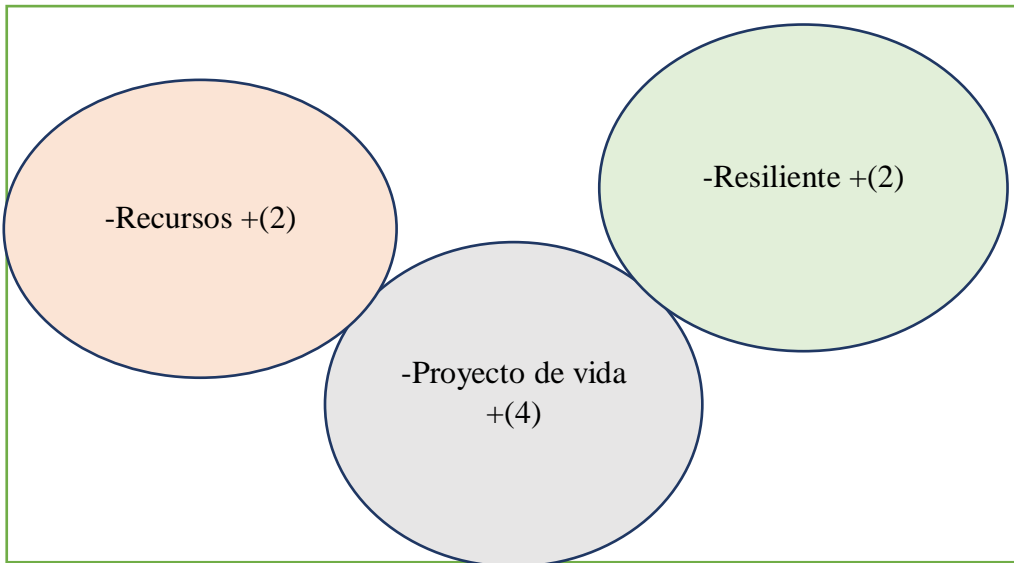 -Recursos +(2)
-Resiliente +(2)
-Proyecto de vida
+(4)